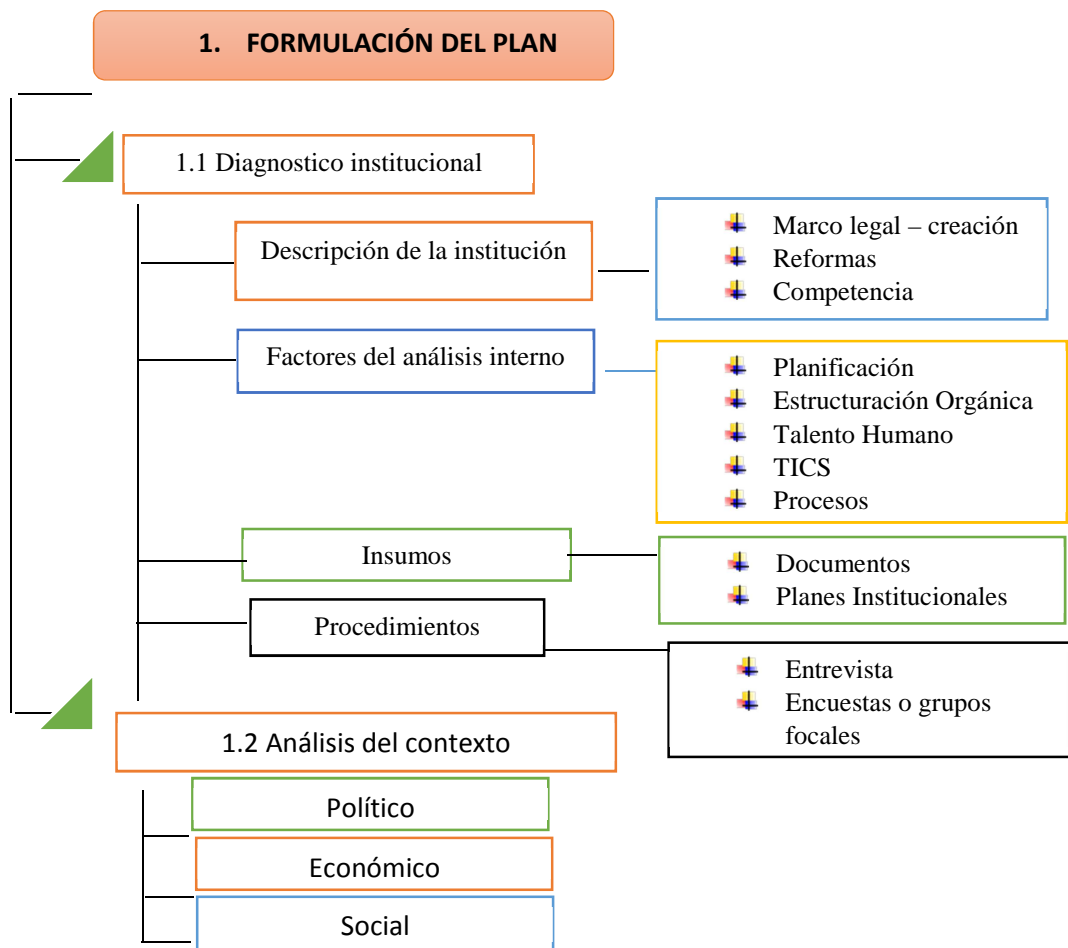 1. FORMULACIÓN DEL PLAN
1.1 Diagnostico institucional
Descripción de la institución
Marco legal – creación
Reformas
Competencia
Factores del análisis interno
Planificación
Estructuración Orgánica
Talento Humano
TICS
Procesos
Insumos
Documentos
Planes Institucionales
Procedimientos
Entrevista
Encuestas o grupos
focales
1.2 Análisis del contexto
Político
Económico
Social